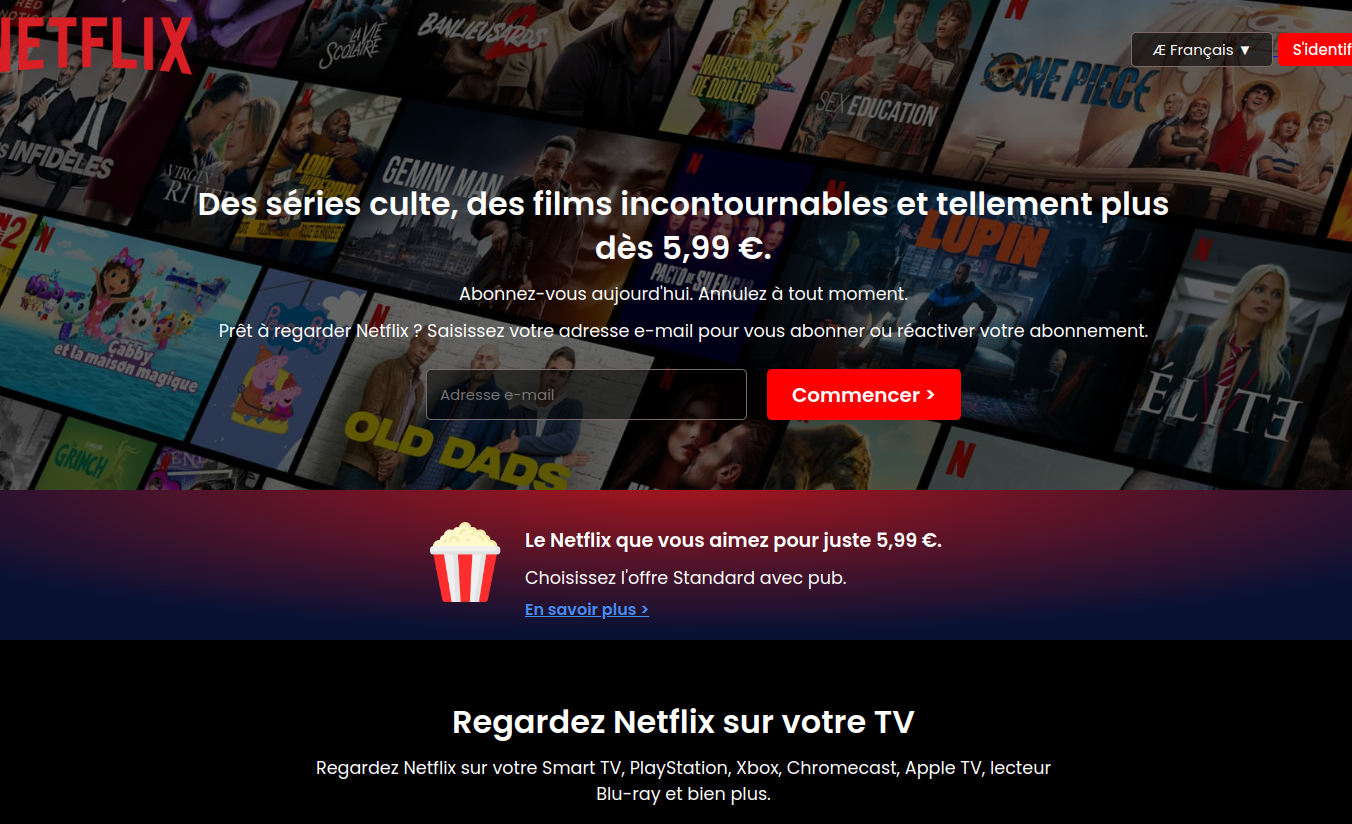 NETFLIX
Æ Français ▼
S'identif
LA VIE
SCOLAIRE
BANLIEUSARDS
2
MARCHANDS
DE DOULEUR
SEX EDUCATION
ONE PIECE
S INFIDÈLES
VIRGIN
RIVER
GEMINI MAN
LUPIN
PACTO DE SILENCIO
Des séries culte, des films incontournables et tellement plus
dès 5,99 €.
Abonnez-vous aujourd'hui. Annulez à tout moment.
Prêt à regarder Netflix ? Saisissez votre adresse e-mail pour vous abonner ou réactiver votre abonnement.
Adresse e-mail
Commencer >
Gabby
et la maison magique
OLD DADS
ÉLITE
GRINCH
Le Netflix que vous aimez pour juste 5,99 €.
Choisissez l'offre Standard avec pub.
En savoir plus >
Regardez Netflix sur votre TV
Regardez Netflix sur votre Smart TV, PlayStation, Xbox, Chromecast, Apple TV, lecteur
Blu-ray et bien plus.